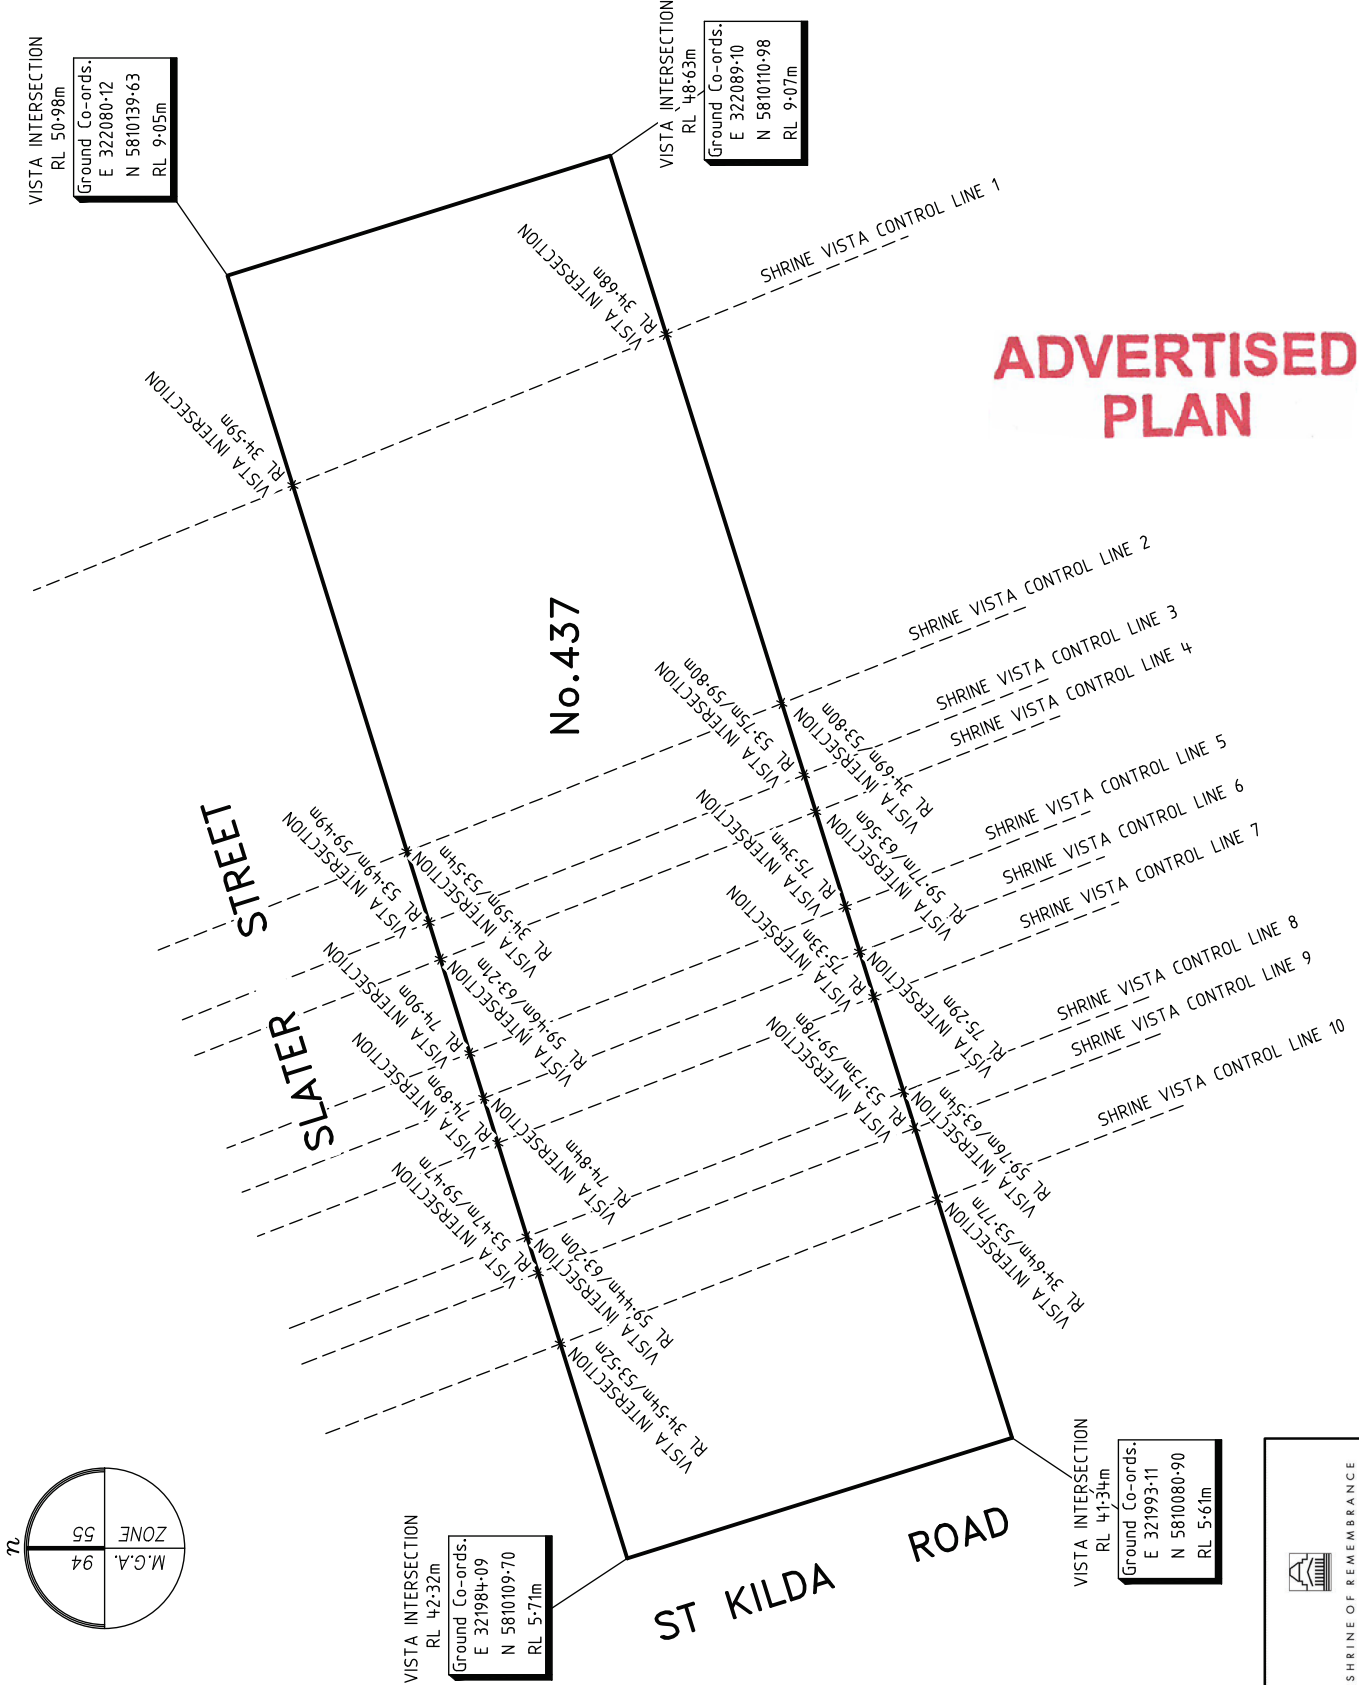 VISTA INTERSECTION
RL 50·98m
Ground Co-ords.
E 322080·12
N 5810139·63
RL 9·05m
VISTA INTERSECTION
RL 48·63m
Ground Co-ords.
E 322089·10
N 5810110·98
RL 9·07m
VISTA INTERSECTION
RL 34·68m
SHRINE VISTA CONTROL LINE 1
ADVERTISED
PLAN
VISTA INTERSECTION
RL 34·59m
No.437
SHRINE VISTA CONTROL LINE 2
SHRINE VISTA CONTROL LINE 3
SHRINE VISTA CONTROL LINE 4
SHRINE VISTA CONTROL LINE 5
SHRINE VISTA CONTROL LINE 6
SHRINE VISTA CONTROL LINE 7
SHRINE VISTA CONTROL LINE 8
SHRINE VISTA CONTROL LINE 9
SHRINE VISTA CONTROL LINE 10
VISTA INTERSECTION
RL 53·75m/59·80m
VISTA INTERSECTION
RL 34·69m/53·80m
VISTA INTERSECTION
RL 75·34m
VISTA INTERSECTION
RL 59·77m/63·56m
VISTA INTERSECTION
RL 75·33m
VISTA INTERSECTION
RL 75·29m
VISTA INTERSECTION
RL 53·73m/59·78m
VISTA INTERSECTION
RL 59·76m/63·54m
VISTA INTERSECTION
RL 34·64m/53·77m
SLATER STREET
VISTA INTERSECTION
RL 53·49m/59·49m
VISTA INTERSECTION
RL 34·59m/53·54m
VISTA INTERSECTION
RL 74·90m
VISTA INTERSECTION
RL 59·46m/63·21m
VISTA INTERSECTION
RL 74·89m
VISTA INTERSECTION
RL 74·84m
VISTA INTERSECTION
RL 53·47m/59·47m
VISTA INTERSECTION
RL 59·44m/63·20m
VISTA INTERSECTION
RL 34·54m/53·52m
n
M.G.A. 94
ZONE 55
VISTA INTERSECTION
RL 42·32m
Ground Co-ords.
E 321984·09
N 5810109·70
RL 5·71m
ST KILDA ROAD
VISTA INTERSECTION
RL 41·34m
Ground Co-ords.
E 321993·11
N 5810080·90
RL 5·61m
SHRINE OF REMEMBRANCE